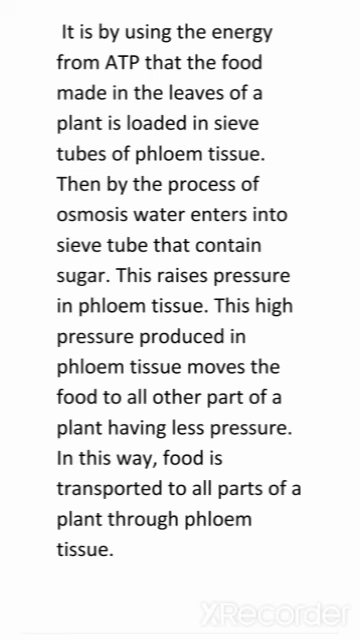 It is by using the energy
from ATP that the food
made in the leaves of a
plant is loaded in sieve
tubes of phloem tissue.
Then by the process of
osmosis water enters into
sieve tube that contain
sugar. This raises pressure
in phloem tissue. This high
pressure produced in
phloem tissue moves the
food to all other part of a
plant having less pressure.
In this way, food is
transported to all parts of a
plant through phloem
tissue.
XRecorder